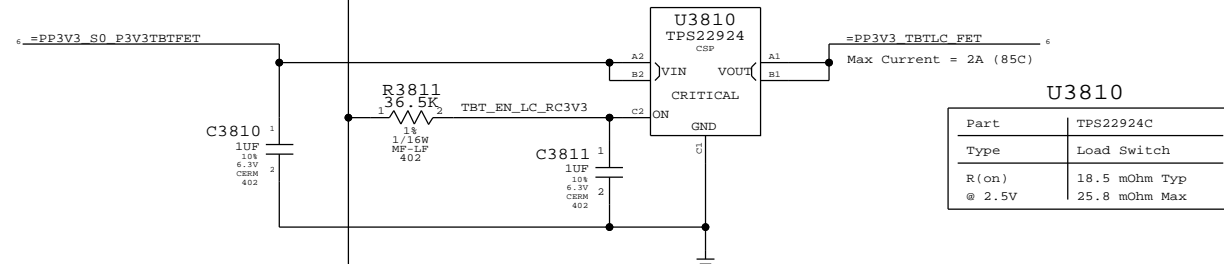 U3810
TPS22924
CSP
6 =PP3V3_S0_P3V3TBTFET
=PP3V3_TBTLC_FET 6
Max Current = 2A (85C)
A2
B2
VIN
VOUT
A1
B1
CRITICAL
R3811
36.5K
1 2
1%
1/16W
MF-LF
402
TBT_EN_LC_RC3V3
C2
ON
GND
C1
C3810 1
1UF
10%
6.3V
CERM
402
2
C3811 1
1UF
10%
6.3V
CERM
402
2
U3810
Part TPS22924C
Type Load Switch
R(on) 18.5 mOhm Typ
@ 2.5V 25.8 mOhm Max